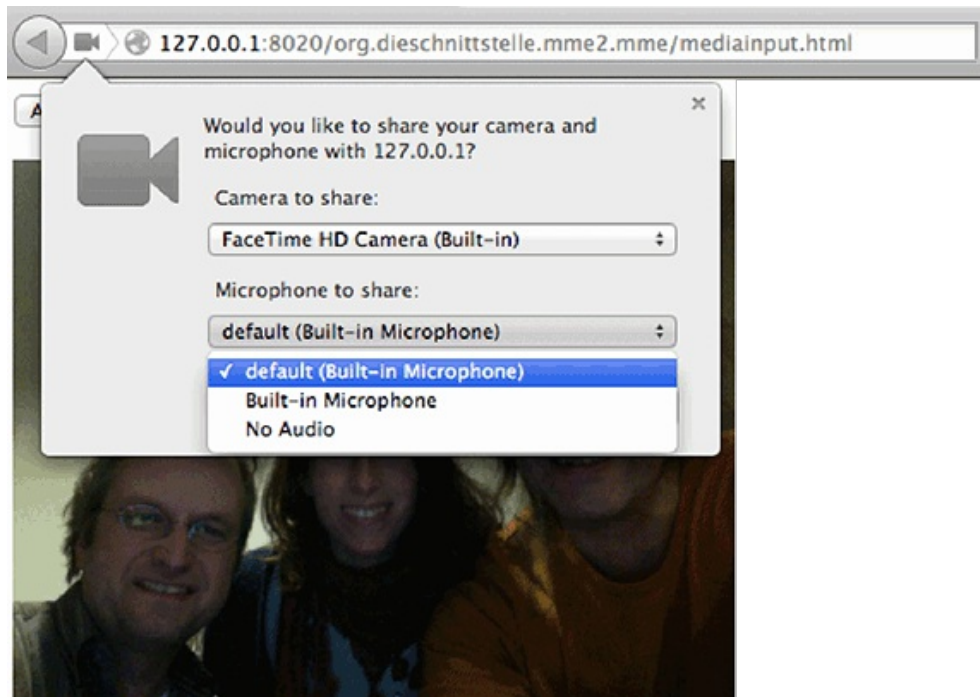 127.0.0.1:8020/org.dieschnittstelle.mme2.mme/mediainput.html
A
Would you like to share your camera and
microphone with 127.0.0.1?
Camera to share:
FaceTime HD Camera (Built-in)
Microphone to share:
default (Built-in Microphone)
✓ default (Built-in Microphone)
Built-in Microphone
No Audio